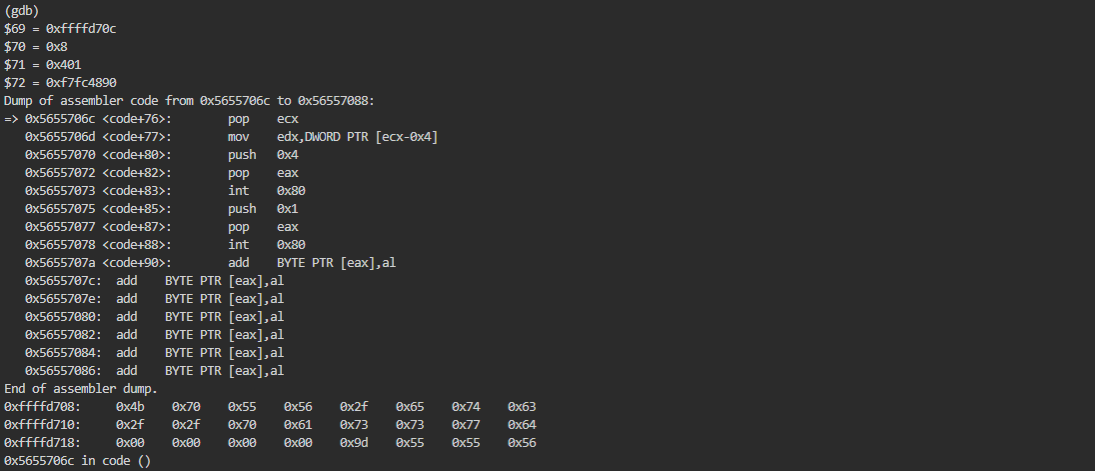 (gdb)
$69 = 0xffffd70c
$70 = 0x8
$71 = 0x401
$72 = 0xf7fc4890
Dump of assembler code from 0x5655706c to 0x56557088:
=> 0x5655706c <code+76>:	pop    ecx
   0x5655706d <code+77>:	mov    edx,DWORD PTR [ecx-0x4]
   0x56557070 <code+80>:	push   0x4
   0x56557072 <code+82>:	pop    eax
   0x56557073 <code+83>:	int    0x80
   0x56557075 <code+85>:	push   0x1
   0x56557077 <code+87>:	pop    eax
   0x56557078 <code+88>:	int    0x80
   0x5655707a <code+90>:	add    BYTE PTR [eax],al
   0x5655707c:	add    BYTE PTR [eax],al
   0x5655707e:	add    BYTE PTR [eax],al
   0x56557080:	add    BYTE PTR [eax],al
   0x56557082:	add    BYTE PTR [eax],al
   0x56557084:	add    BYTE PTR [eax],al
   0x56557086:	add    BYTE PTR [eax],al
End of assembler dump.
0xffffd708:	0x4b	0x70	0x55	0x56	0x2f	0x65	0x74	0x63
0xffffd710:	0x2f	0x2f	0x70	0x61	0x73	0x73	0x77	0x64
0xffffd718:	0x00	0x00	0x00	0x00	0x9d	0x55	0x55	0x56
0x5655706c in code ()